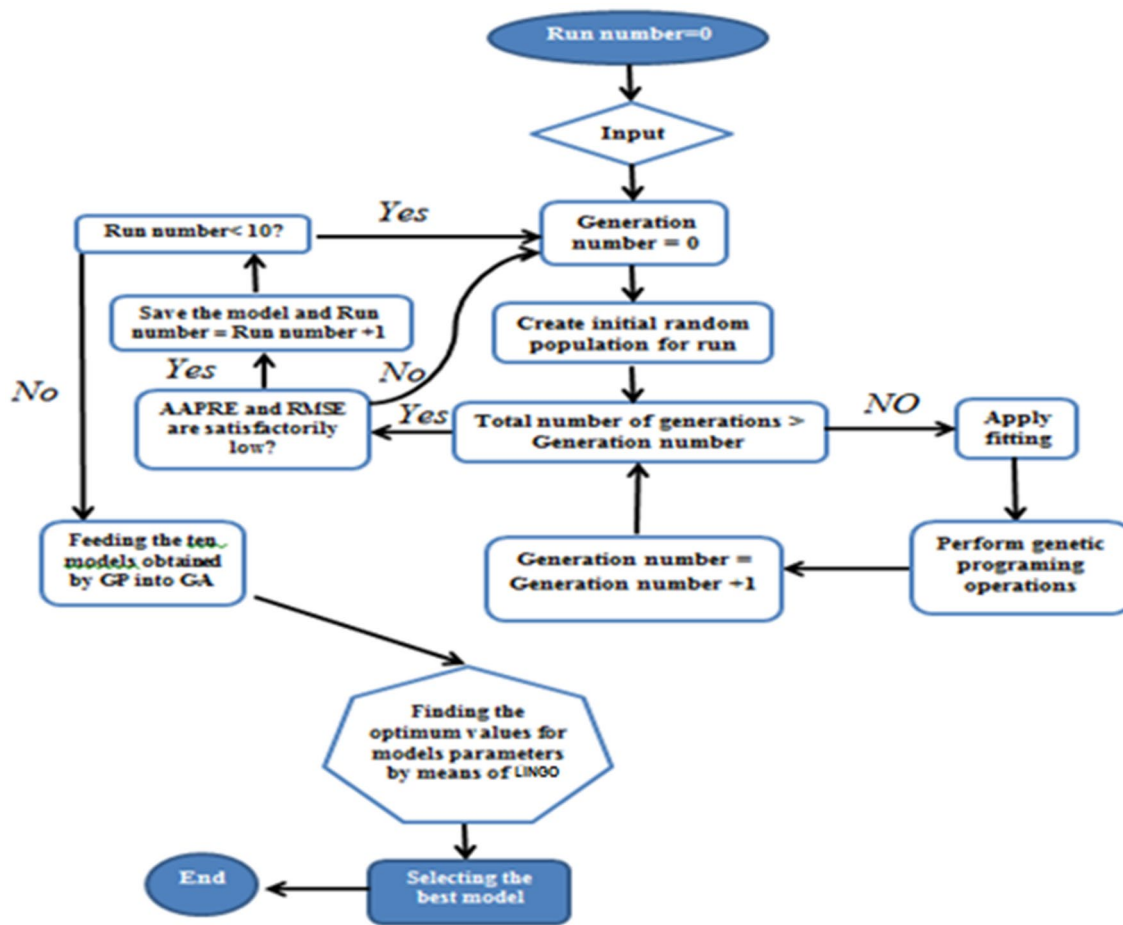 Run number=0
Input
Generation
number = 0
Yes
Run number< 10?
Create initial random
population for run
Save the model and Run
number = Run number +1
Yes
No
No
AAPRE and RMSE
are satisfactorily
low?
Yes
Total number of generations >
Generation number
NO
Apply
fitting
Perform genetic
programing
operations
Generation number =
Generation number +1
Feeding the ten
models obtained
by GP into GA
Finding the
optimum values for
models parameters
by means of LINGO
Selecting the
best model
End